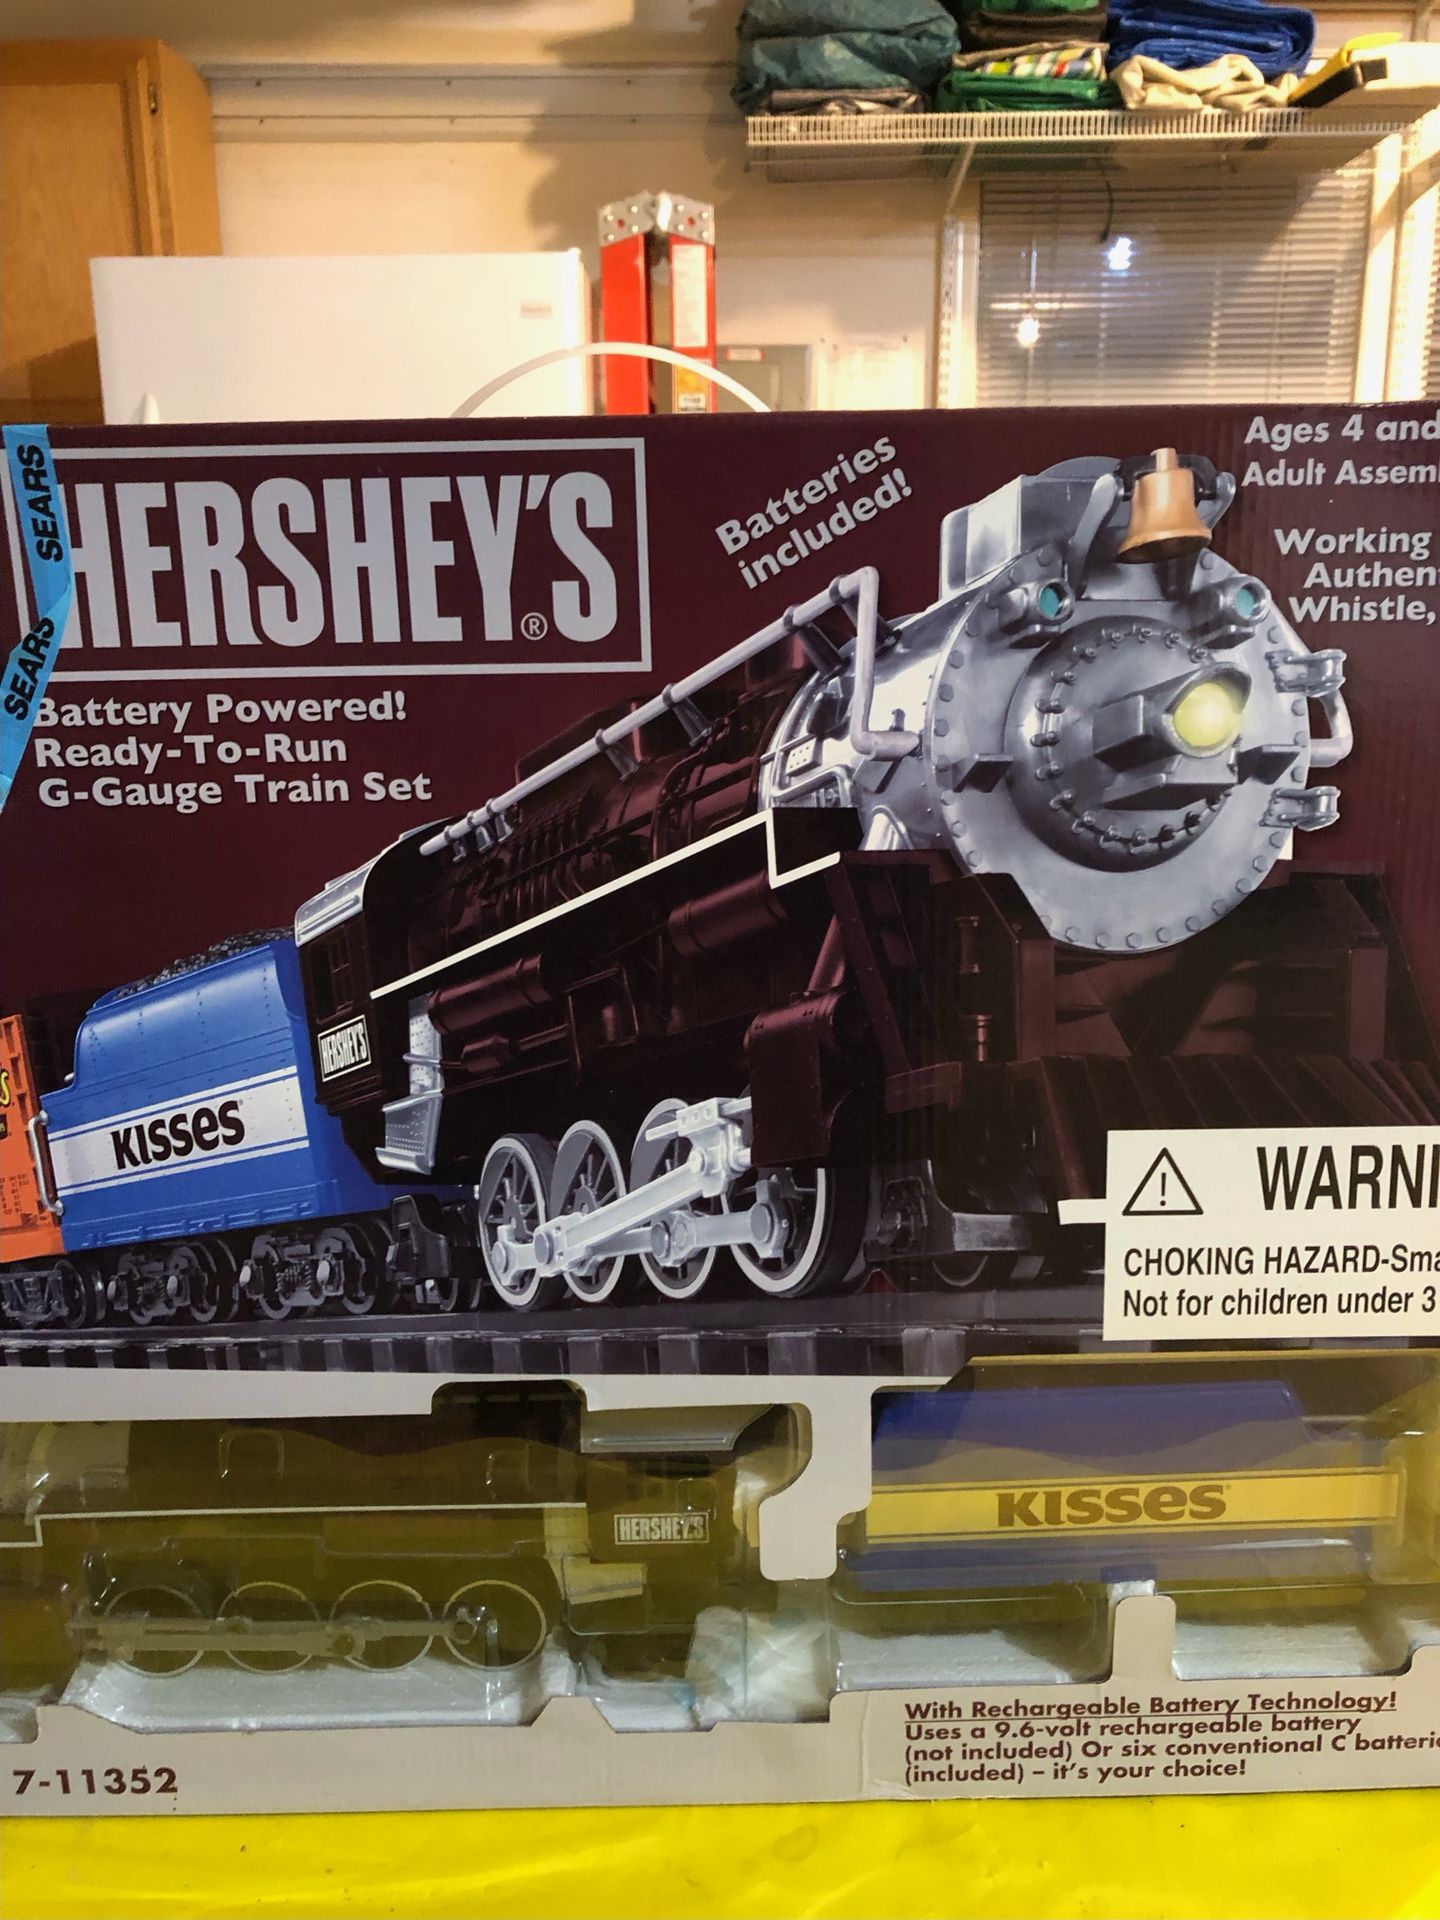 SEARS
SEARS
HERSHEY'S®
Battery Powered!
Ready-To-Run
G-Gauge Train Set
Batteries
included!
Ages 4 and
Adult Assem
Working
Authen
Whistle,
HERSHEY'S
KISSES
WARNI
CHOKING HAZARD-Sma
Not for children under 3
HERSHEY'S
KISSES
With Rechargeable Battery Technology!
Uses a 9.6-volt rechargeable battery
(not included) Or six conventional C batterie
(included) – it's your choice!
7-11352